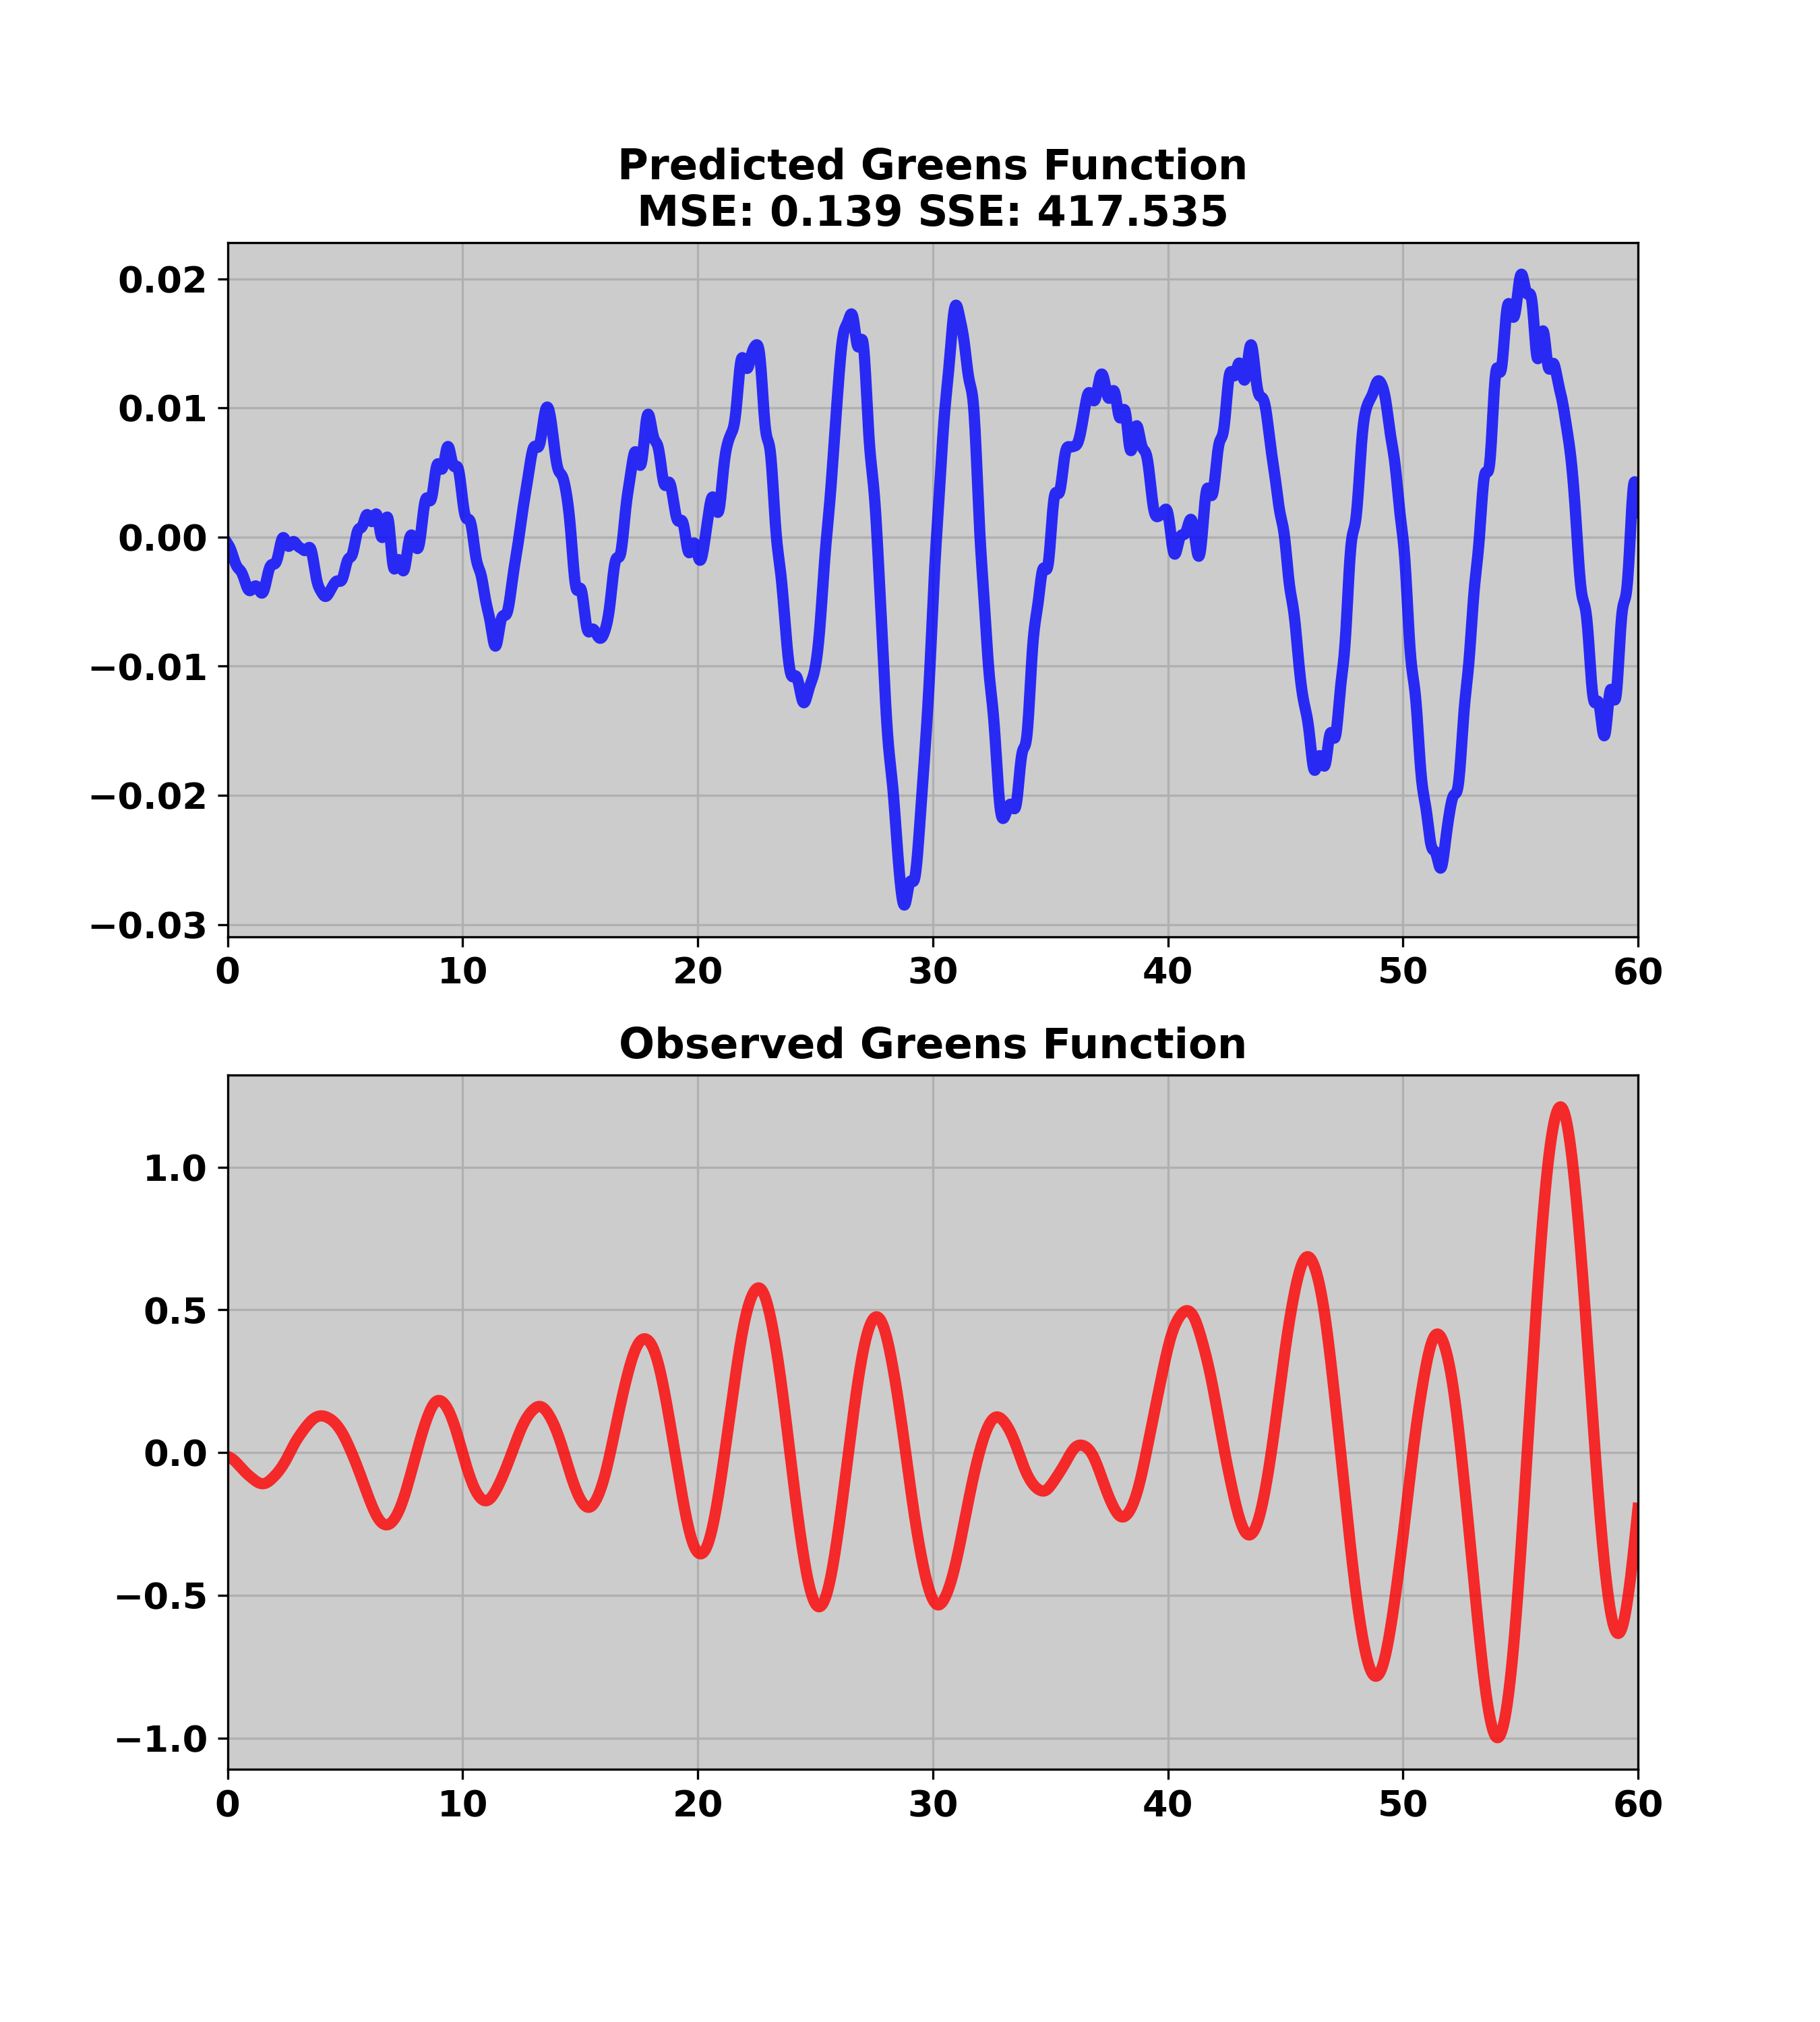 Predicted Greens Function
MSE: 0.139 SSE: 417.535
0.02
0.01
0.00
−0.01
−0.02
−0.03
0 10 20 30 40 50 60
Observed Greens Function
1.0
0.5
0.0
−0.5
−1.0
0 10 20 30 40 50 60